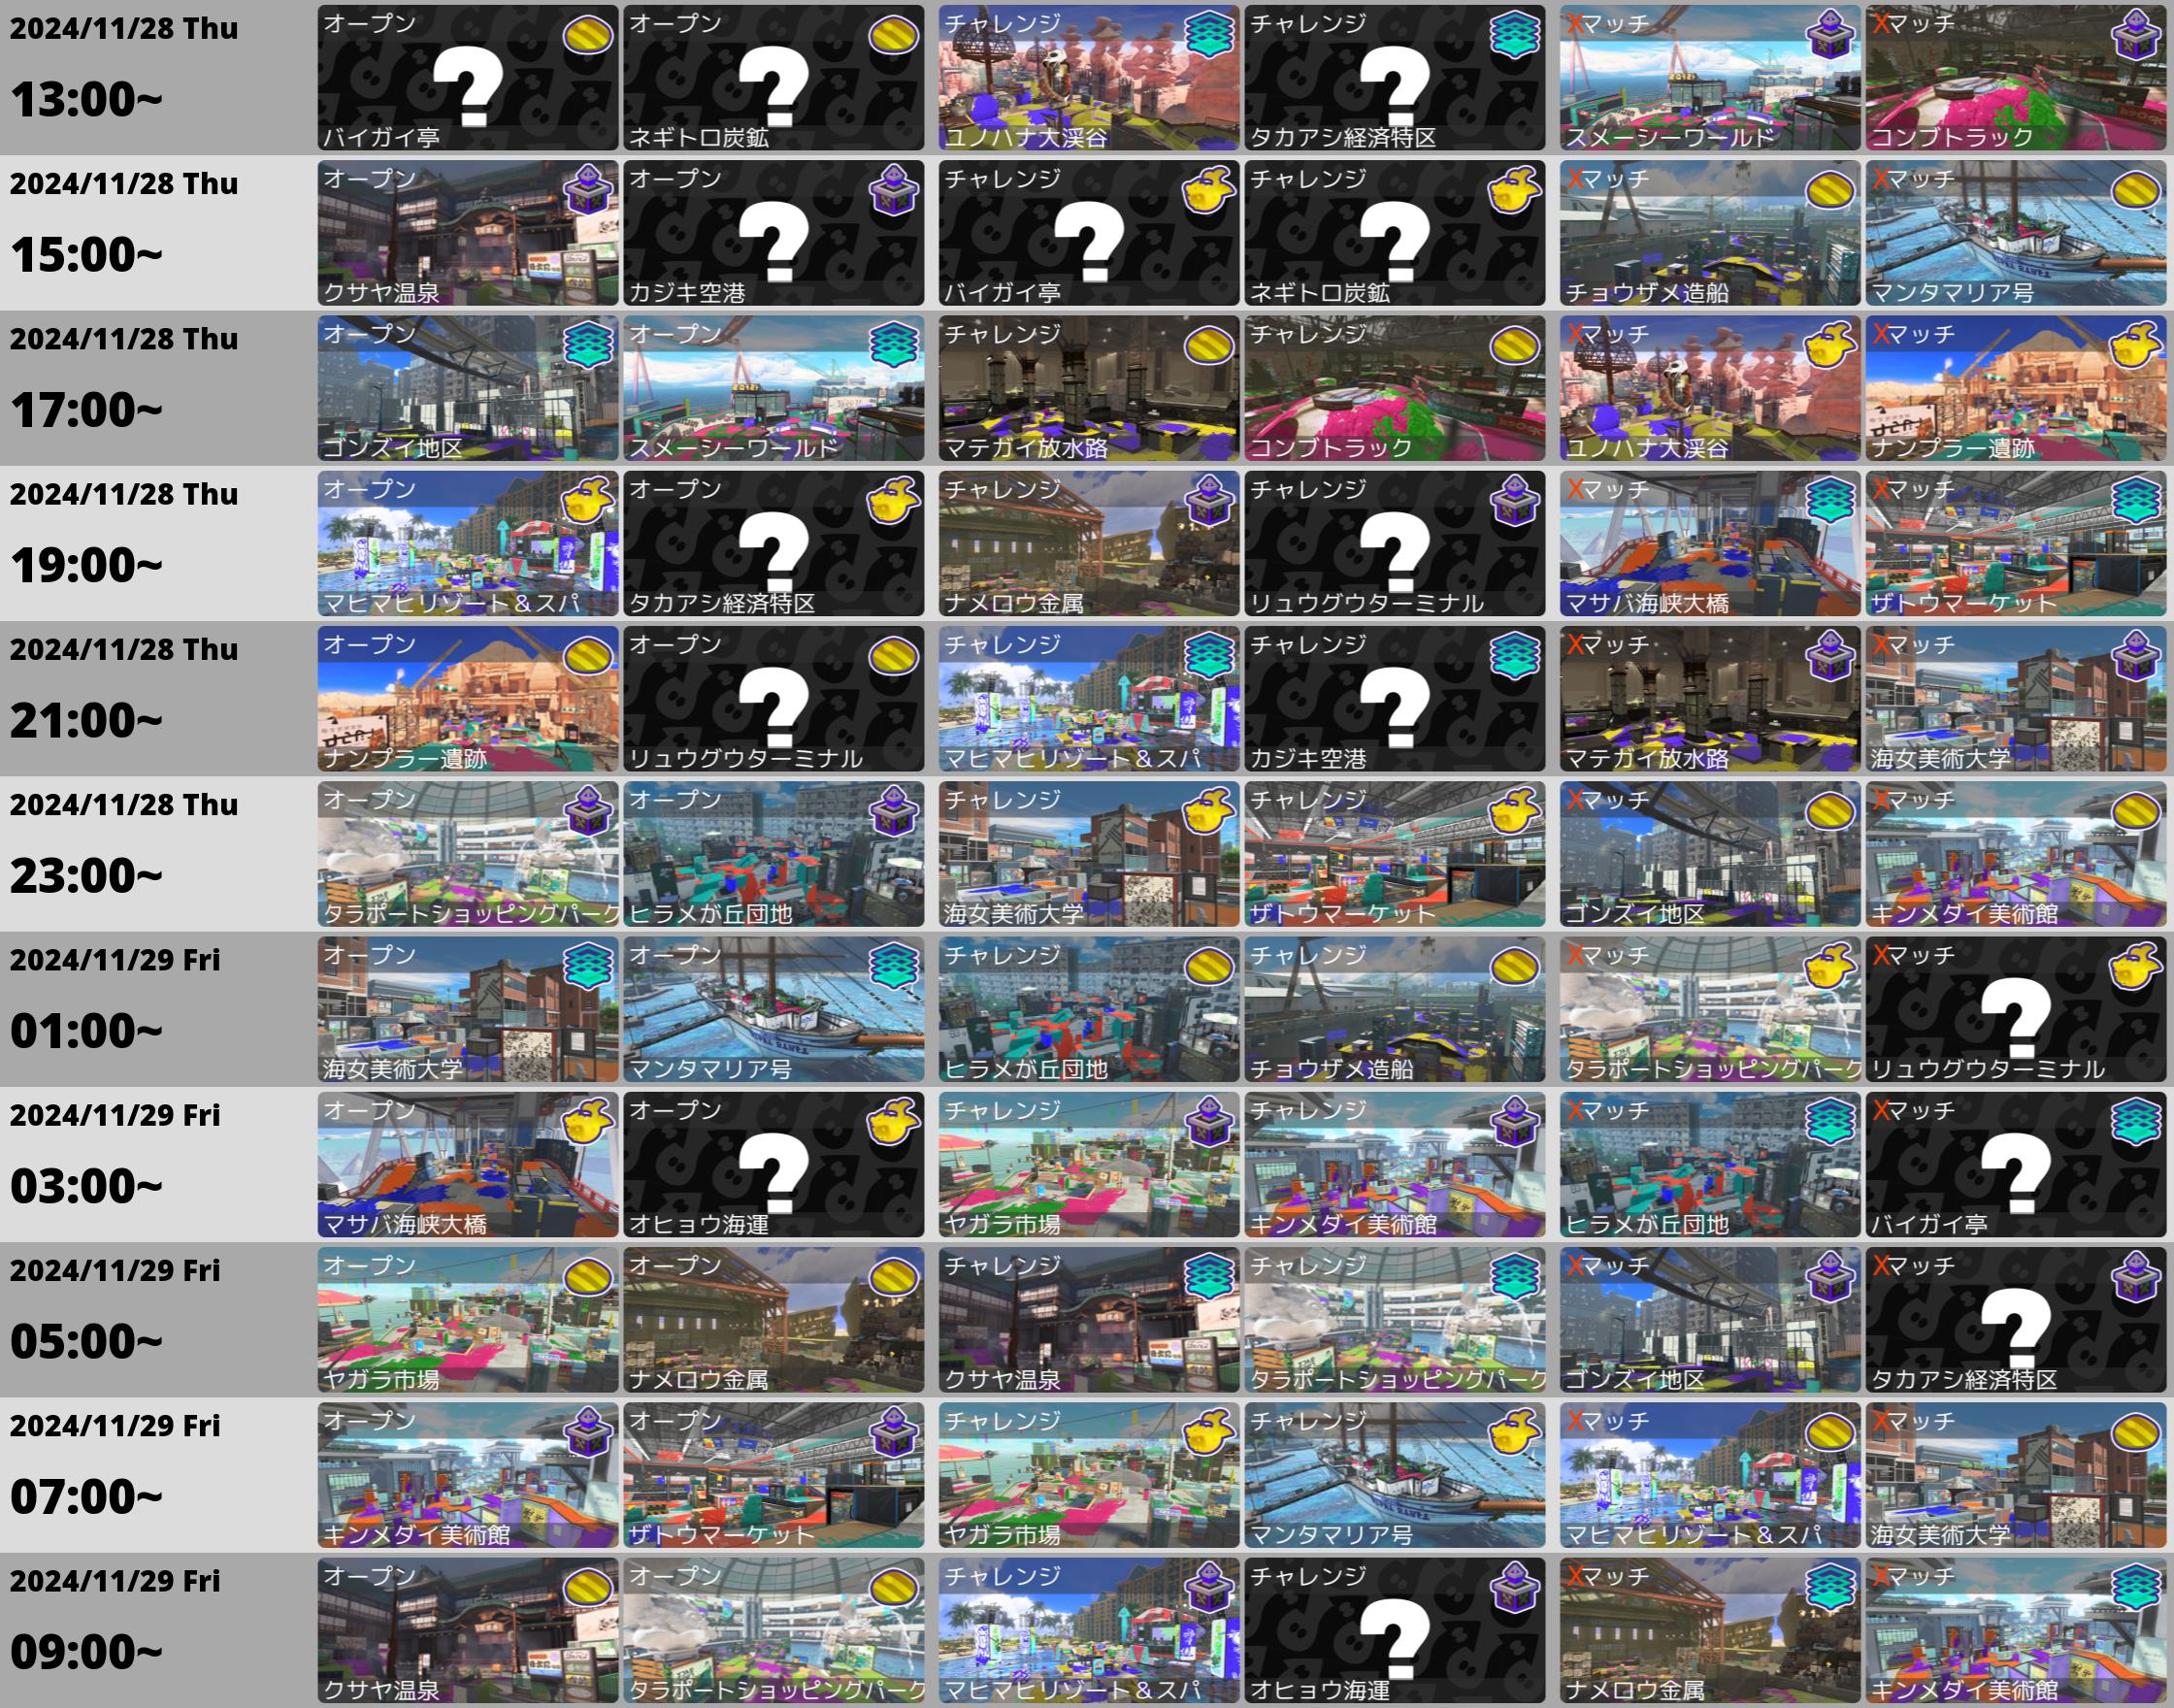 2024/11/28 Thu
13:00~
オープン オープン チャレンジ チャレンジ Xマッチ Xマッチ
バイガイ亭 ネギトロ炭鉱 ユノハナ大渓谷 タカアシ経済特区 スメーシーワールド コンブトラック
2024/11/28 Thu
15:00~
オープン オープン チャレンジ チャレンジ Xマッチ Xマッチ
クサヤ温泉 カジキ空港 バイガイ亭 ネギトロ炭鉱 チョウザメ造船 マンタマリア号
2024/11/28 Thu
17:00~
オープン オープン チャレンジ チャレンジ Xマッチ Xマッチ
ゴンズイ地区 スメーシーワールド マテガイ放水路 コンブトラック ユノハナ大渓谷 ナンプラー遺跡
2024/11/28 Thu
19:00~
オープン オープン チャレンジ チャレンジ Xマッチ Xマッチ
マヒマヒリゾート＆スパ タカアシ経済特区 ナメロウ金属 リュウグウターミナル マサバ海峡大橋 ザトウマーケット
2024/11/28 Thu
21:00~
オープン オープン チャレンジ チャレンジ Xマッチ Xマッチ
ナンプラー遺跡 リュウグウターミナル マヒマヒリゾート＆スパ カジキ空港 マテガイ放水路 海女美術大学
2024/11/28 Thu
23:00~
オープン オープン チャレンジ チャレンジ Xマッチ Xマッチ
タラポートショッピングパーク ヒラメが丘団地 海女美術大学 ザトウマーケット ゴンズイ地区 キンメダイ美術館
2024/11/29 Fri
01:00~
オープン オープン チャレンジ チャレンジ Xマッチ Xマッチ
海女美術大学 マンタマリア号 ヒラメが丘団地 チョウザメ造船 タラポートショッピングパーク リュウグウターミナル
2024/11/29 Fri
03:00~
オープン オープン チャレンジ チャレンジ Xマッチ Xマッチ
マサバ海峡大橋 オヒョウ海運 ヤガラ市場 キンメダイ美術館 ヒラメが丘団地 バイガイ亭
2024/11/29 Fri
05:00~
オープン オープン チャレンジ チャレンジ Xマッチ Xマッチ
ヤガラ市場 ナメロウ金属 クサヤ温泉 タラポートショッピングパーク ゴンズイ地区 タカアシ経済特区
2024/11/29 Fri
07:00~
オープン オープン チャレンジ チャレンジ Xマッチ Xマッチ
キンメダイ美術館 ザトウマーケット ヤガラ市場 マンタマリア号 マヒマヒリゾート＆スパ 海女美術大学
2024/11/29 Fri
09:00~
オープン オープン チャレンジ チャレンジ Xマッチ Xマッチ
クサヤ温泉 タラポートショッピングパーク マヒマヒリゾート＆スパ オヒョウ海運 ナメロウ金属 キンメダイ美術館